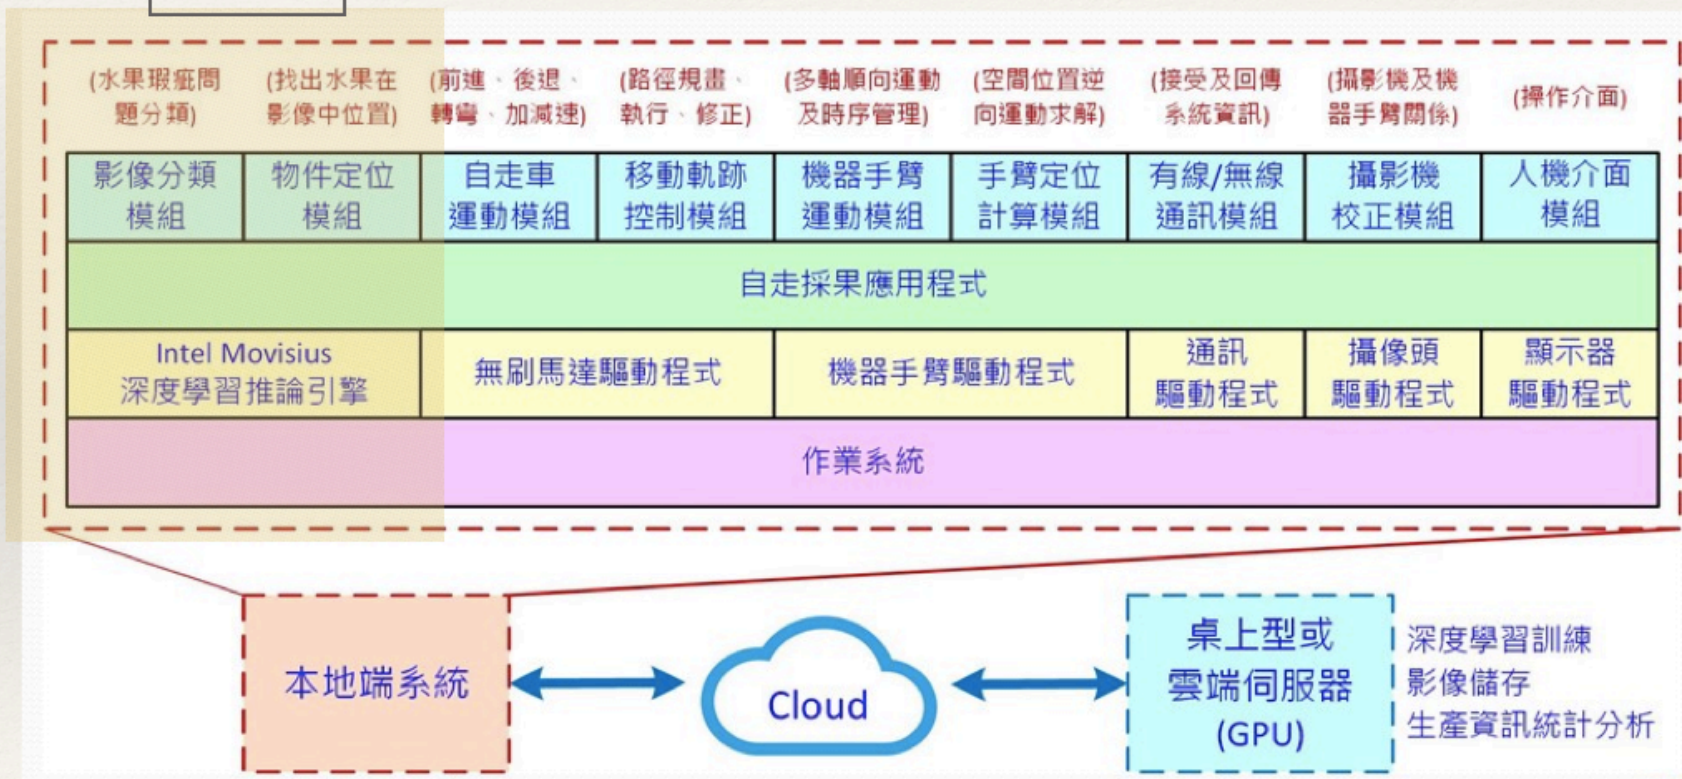 (水果瑕疵問
題分類)
(找出水果在
影像中位置)
(前進、後退、
轉彎、加減速)
(路徑規畫、
執行、修正)
(多軸順向運動
及時序管理)
(空間位置逆
向運動求解)
(接受及回傳
系統資訊)
(攝影機及機
器手臂關係)
(操作介面)
影像分類
模組
物件定位
模組
自走車
運動模組
移動軌跡
控制模組
機器手臂
運動模組
手臂定位
計算模組
有線/無線
通訊模組
攝影機
校正模組
人機介面
模組
自走採果應用程式
Intel Movisius
深度學習推論引擎
無刷馬達驅動程式
機器手臂驅動程式
通訊
驅動程式
攝像頭
驅動程式
顯示器
驅動程式
作業系統
本地端系統
Cloud
桌上型或
雲端伺服器
(GPU)
深度學習訓練
影像儲存
生產資訊統計分析